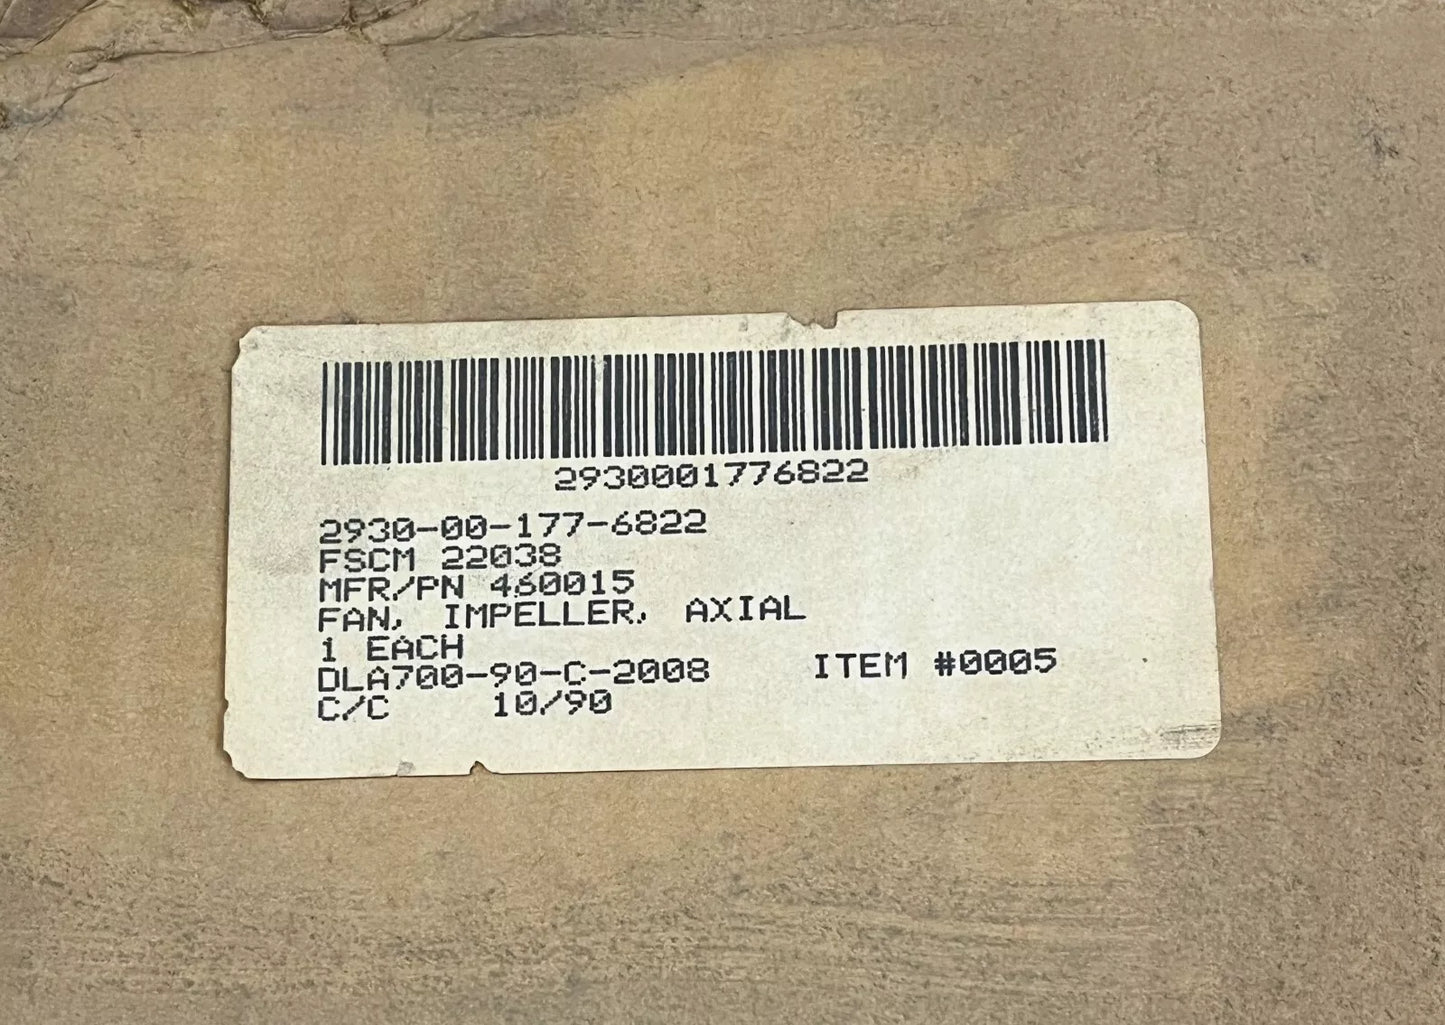 2930001776822
2930-00-177-6822
FSCM 22038
MFR/PN 460015
FAN, IMPELLER, AXIAL
1 EACH
DLA700-90-C-2008 ITEM #0005
C/C 10/90